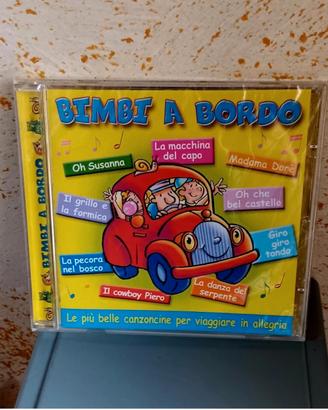 BIMBI A BORDO
BIMBI A BORDO
La macchina
del capo
Oh Susanna
Madama Dorè
Il grillo e
la formica
Oh che
bel castello
Giro
giro
tondo
La pecora
nel bosco
Il cowboy Piero
La danza del
serpente
Le più belle canzoncine per viaggiare in allegria